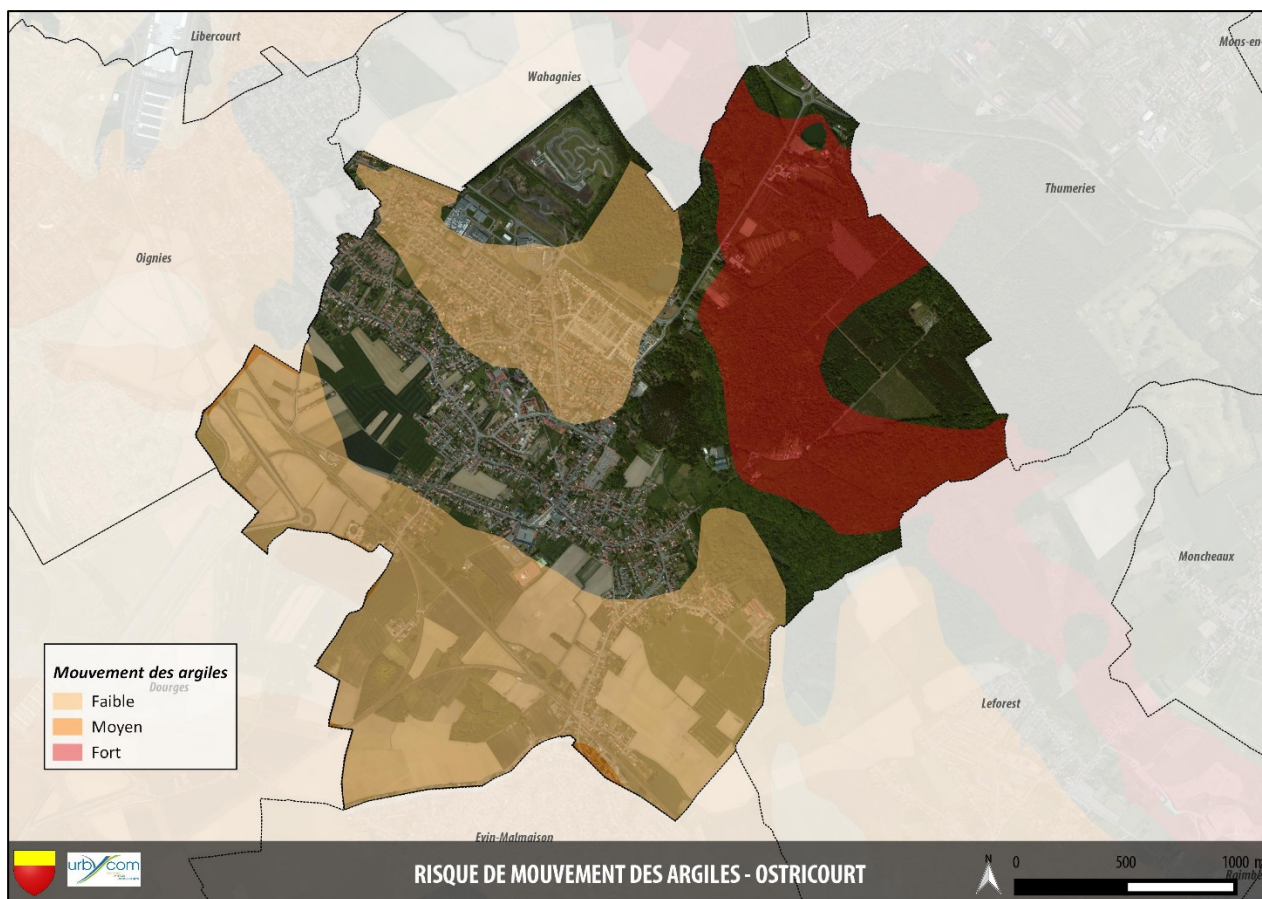 Libercourt
Mons-en-
Wahagnies
Thumeries
Oignies
Moncheaux
Mouvement des argiles
Dourges
Faible
Moyen
Fort
Leforest
Evin-Malmaison
urbycom
RISQUE DE MOUVEMENT DES ARGILES - OSTRICOURT
N
0 500 1000 m